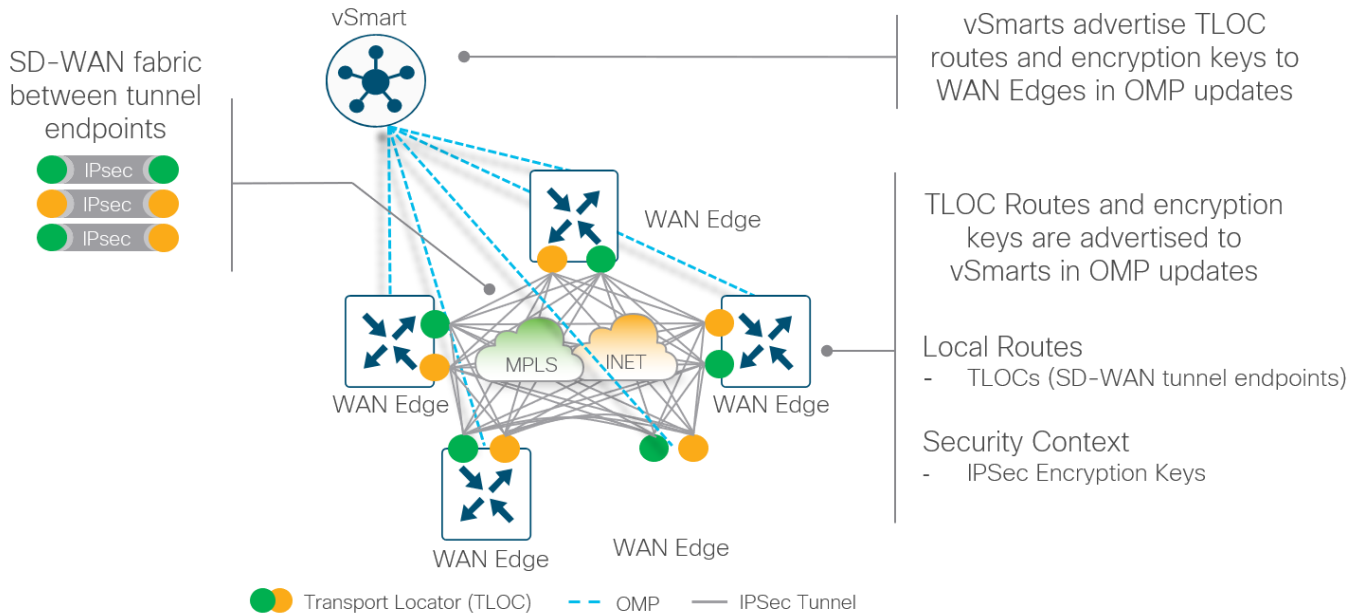 vSmart
SD-WAN fabric
between tunnel
endpoints
IPsec
IPsec
IPsec
vSmarts advertise TLOC
routes and encryption keys to
WAN Edges in OMP updates
WAN Edge
TLOC Routes and encryption
keys are advertised to
vSmarts in OMP updates
Local Routes
- TLOCs (SD-WAN tunnel endpoints)
Security Context
- IPSec Encryption Keys
MPLS
INET
WAN Edge
WAN Edge
WAN Edge
WAN Edge
Transport Locator (TLOC)
OMP
IPSec Tunnel